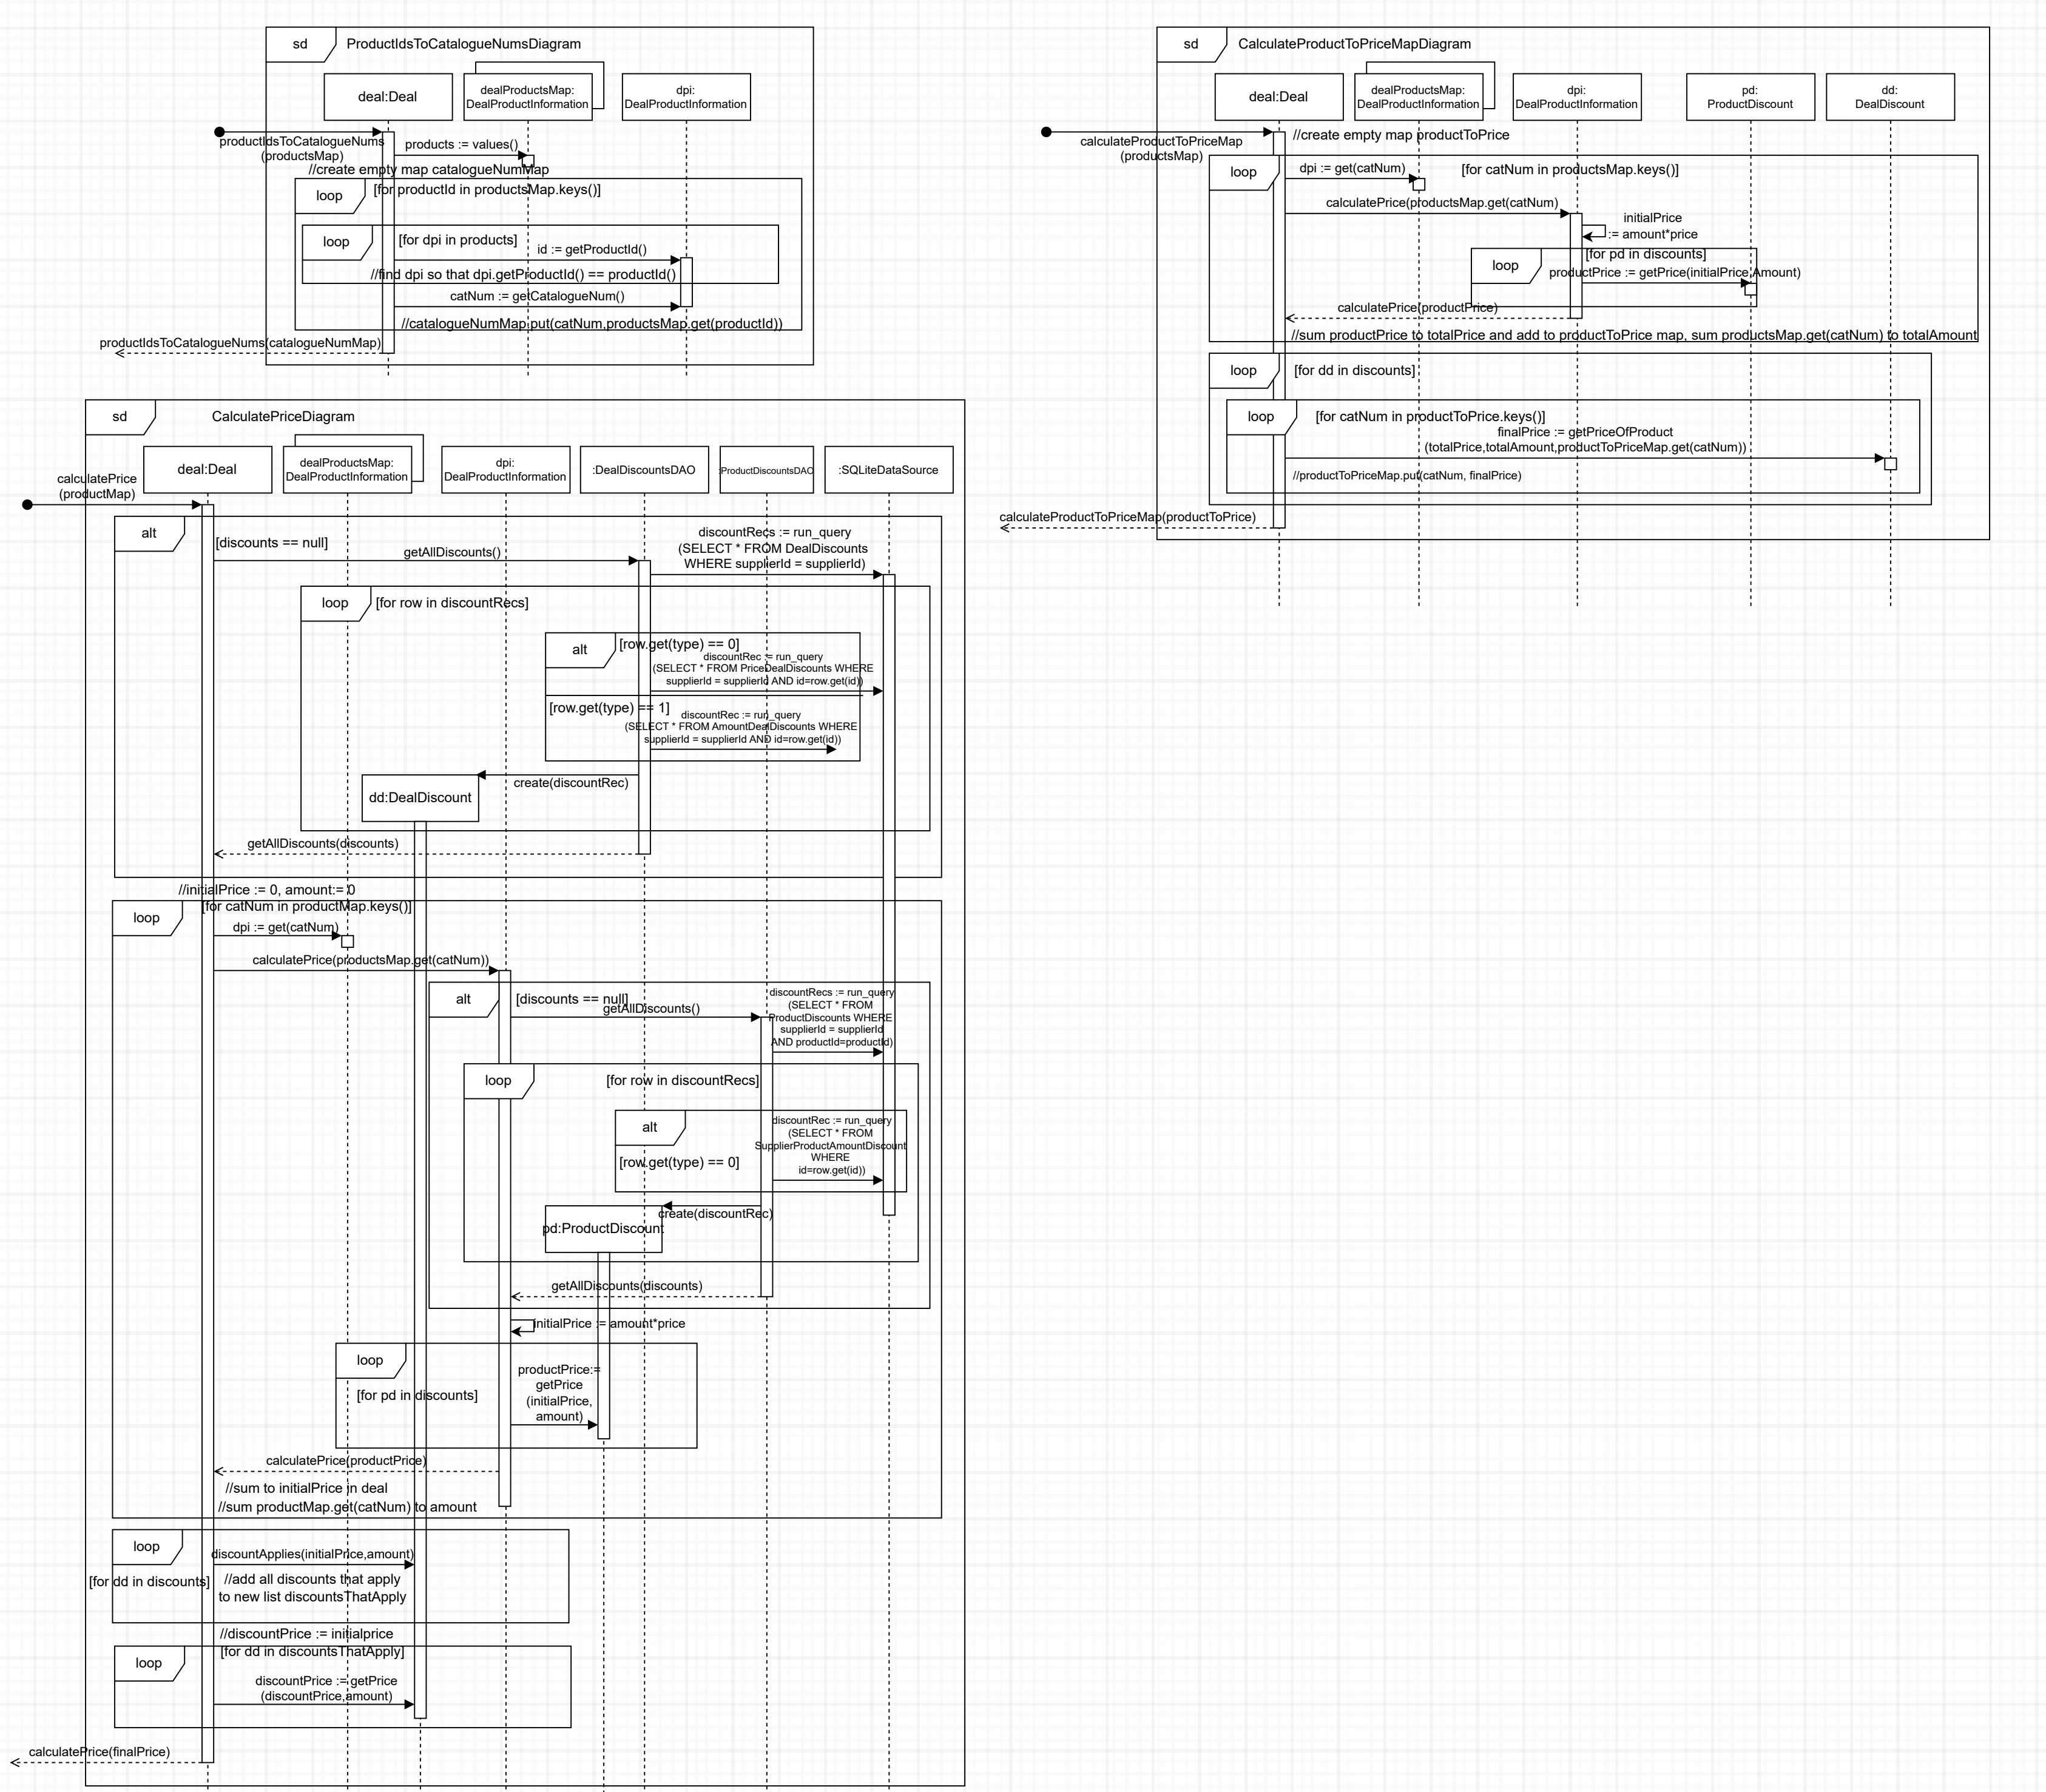 sd
ProductIdsToCatalogueNumsDiagram
deal:Deal
dealProductsMap:
DealProductInformation
dpi:
DealProductInformation
productIdsToCatalogueNums
(productsMap)
products := values()
//create empty map catalogueNumMap
loop
[for productId in productsMap.keys()]
loop
[for dpi in products]
id := getProductId()
//find dpi so that dpi.getProductId() == productId()
catNum := getCatalogueNum()
//catalogueNumMap.put(catNum,productsMap.get(productId))
productIdsToCatalogueNums(catalogueNumMap)
sd
CalculateProductToPriceMapDiagram
deal:Deal
dealProductsMap:
DealProductInformation
dpi:
DealProductInformation
pd:
ProductDiscount
dd:
DealDiscount
calculateProductToPriceMap
(productsMap)
//create empty map productToPrice
loop
dpi := get(catNum)
[for catNum in productsMap.keys()]
calculatePrice(productsMap.get(catNum)
initialPrice
:= amount*price
loop
[for pd in discounts]
productPrice := getPrice(initialPrice,Amount)
calculatePrice(productPrice)
//sum productPrice to totalPrice and add to productToPrice map, sum productsMap.get(catNum) to totalAmount
loop
[for dd in discounts]
loop
[for catNum in productToPrice.keys()]
finalPrice := getPriceOfProduct
(totalPrice,totalAmount,productToPriceMap.get(catNum))
//productToPriceMap.put(catNum, finalPrice)
calculateProductToPriceMap(productToPrice)
sd
CalculatePriceDiagram
deal:Deal
dealProductsMap:
DealProductInformation
dpi:
DealProductInformation
:DealDiscountsDAO
:ProductDiscountsDAO
:SQLiteDataSource
calculatePrice
(productMap)
alt
[discounts == null]
getAllDiscounts()
discountRecs := run_query
(SELECT * FROM DealDiscounts
WHERE supplierId = supplierId)
loop
[for row in discountRecs]
alt
[row.get(type) == 0]
discountRec := run_query
(SELECT * FROM PriceDealDiscounts WHERE
supplierId = supplierId AND id=row.get(id))
[row.get(type) == 1]
discountRec := run_query
(SELECT * FROM AmountDealDiscounts WHERE
supplierId = supplierId AND id=row.get(id))
create(discountRec)
dd:DealDiscount
getAllDiscounts(discounts)
//initialPrice := 0, amount:= 0
loop
[for catNum in productMap.keys()]
dpi := get(catNum)
calculatePrice(productsMap.get(catNum))
alt
[discounts == null]
getAllDiscounts()
discountRecs := run_query
(SELECT * FROM
ProductDiscounts WHERE
supplierId = supplierId
AND productId=productId)
loop
[for row in discountRecs]
alt
[row.get(type) == 0]
discountRec := run_query
(SELECT * FROM
SupplierProductAmountDiscount
WHERE
id=row.get(id))
create(discountRec)
pd:ProductDiscount
getAllDiscounts(discounts)
initialPrice := amount*price
loop
[for pd in discounts]
productPrice:=
getPrice
(initialPrice,
amount)
calculatePrice(productPrice)
//sum to initialPrice in deal
//sum productMap.get(catNum) to amount
loop
discountApplies(initialPrice,amount)
[for dd in discounts]
//add all discounts that apply
to new list discountsThatApply
//discountPrice := initialprice
loop
[for dd in discountsThatApply]
discountPrice := getPrice
(discountPrice,amount)
calculatePrice(finalPrice)